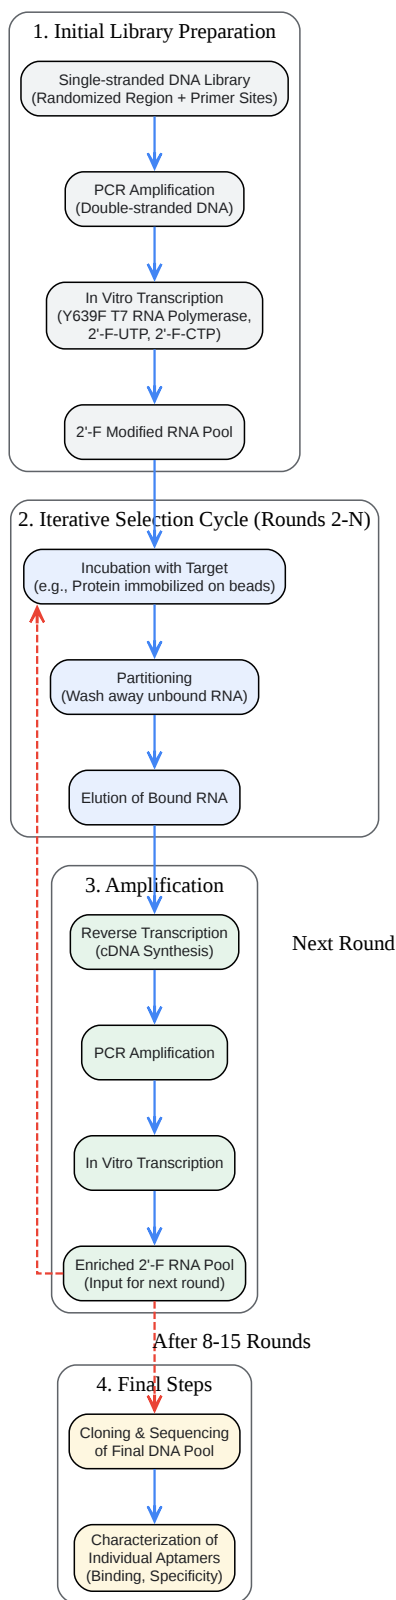 1. Initial Library Preparation
Single-stranded DNA Library
(Randomized Region + Primer Sites)
PCR Amplification
(Double-stranded DNA)
In Vitro Transcription
(Y639F T7 RNA Polymerase,
2'-F-UTP, 2'-F-CTP)
2'-F Modified RNA Pool
2. Iterative Selection Cycle (Rounds 2-N)
Incubation with Target
(e.g., Protein immobilized on beads)
Partitioning
(Wash away unbound RNA)
Elution of Bound RNA
3. Amplification
Reverse Transcription
(cDNA Synthesis)
Next Round
PCR Amplification
In Vitro Transcription
Enriched 2'-F RNA Pool
(Input for next round)
After 8-15 Rounds
4. Final Steps
Cloning & Sequencing
of Final DNA Pool
Characterization of
Individual Aptamers
(Binding, Specificity)